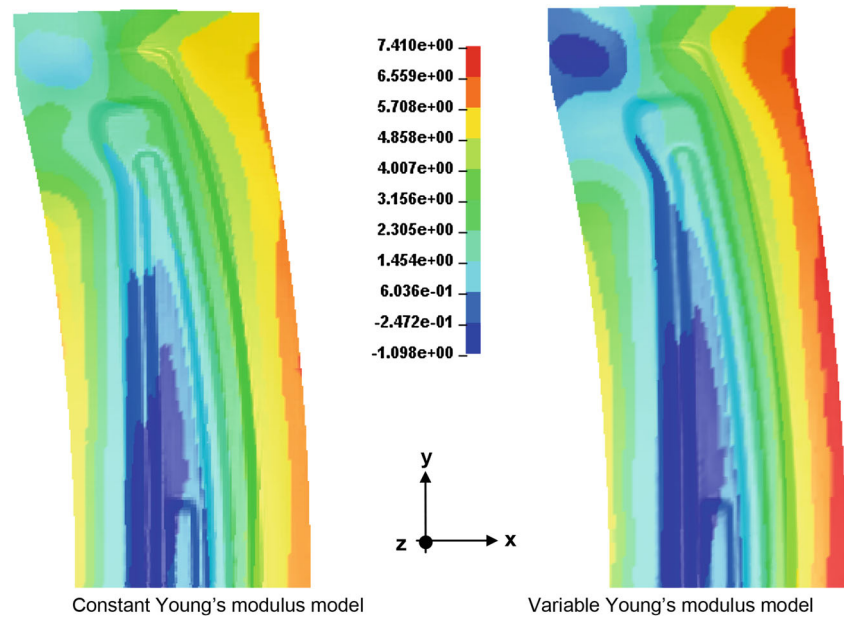 7.410e+00
6.559e+00
5.708e+00
4.858e+00
4.007e+00
3.156e+00
2.305e+00
1.454e+00
6.036e-01
-2.472e-01
-1.098e+00
y
z
x
Constant Young's modulus model
Variable Young's modulus model